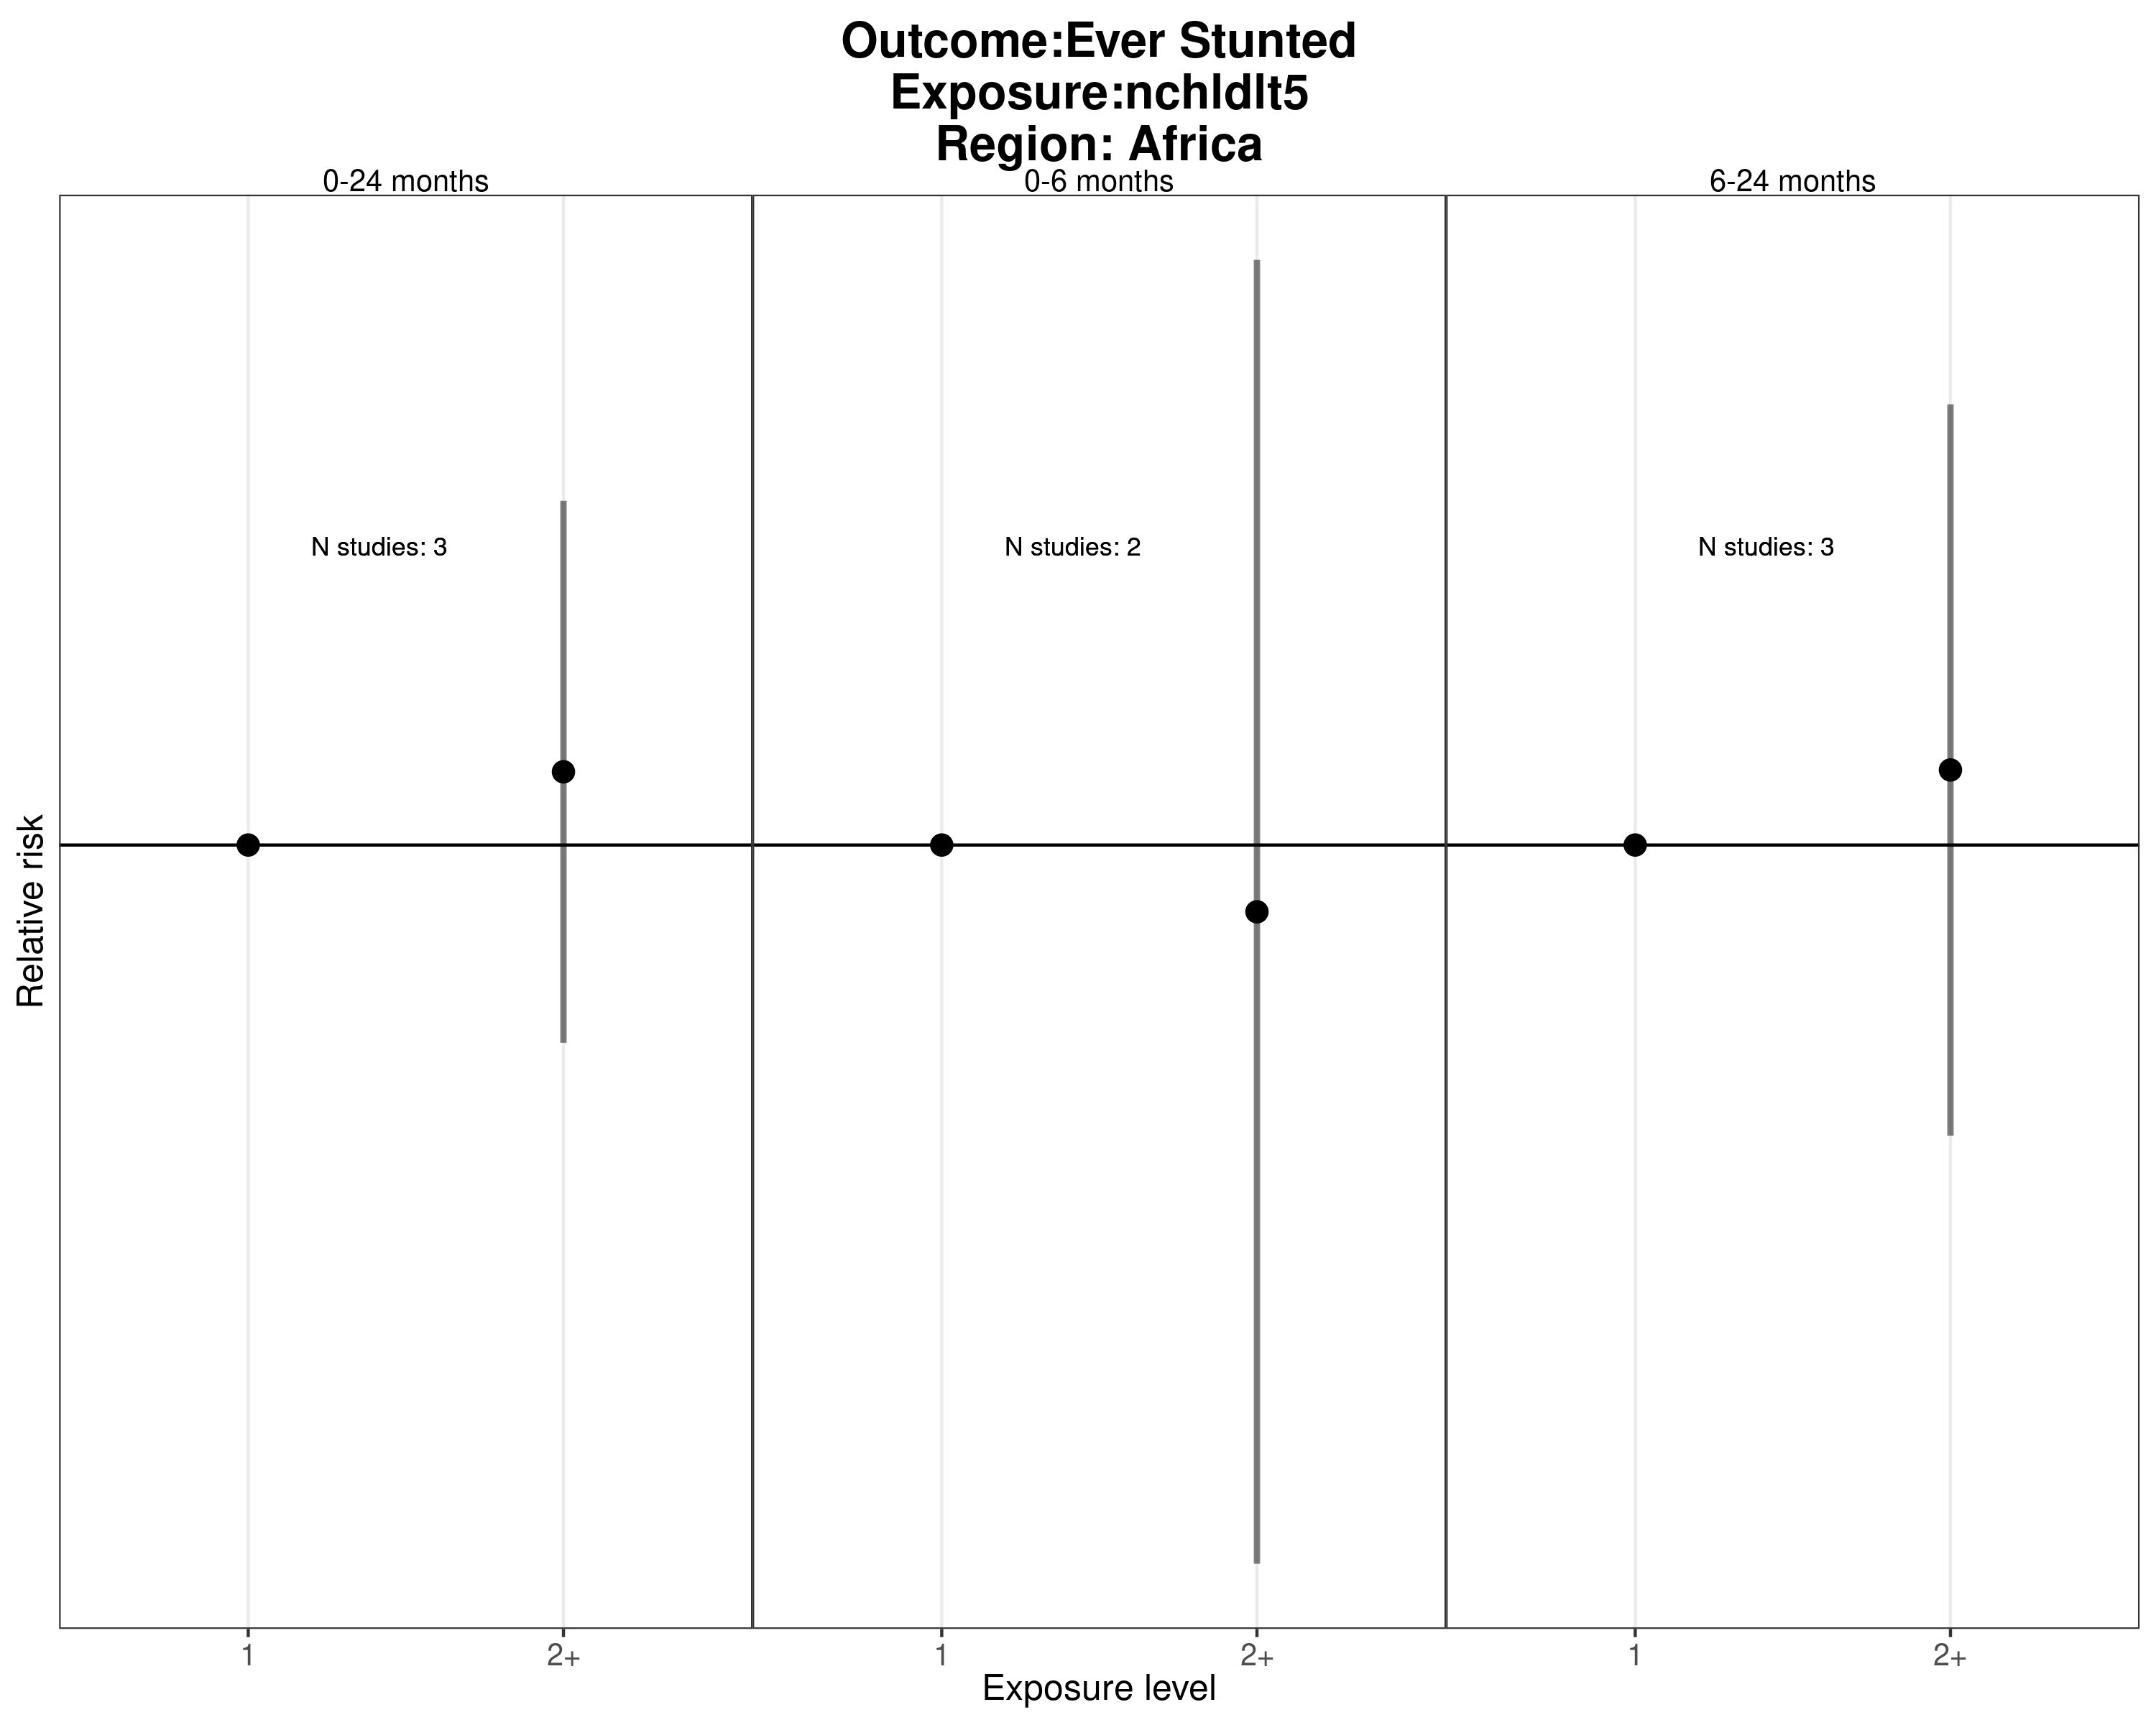 Outcome:Ever Stunted
Exposure:nchldlt5
Region: Africa
0-24 months
0-6 months
6-24 months
N studies: 3
N studies: 2
N studies: 3
Relative risk
1
2+
1
2+
1
2+
Exposure level